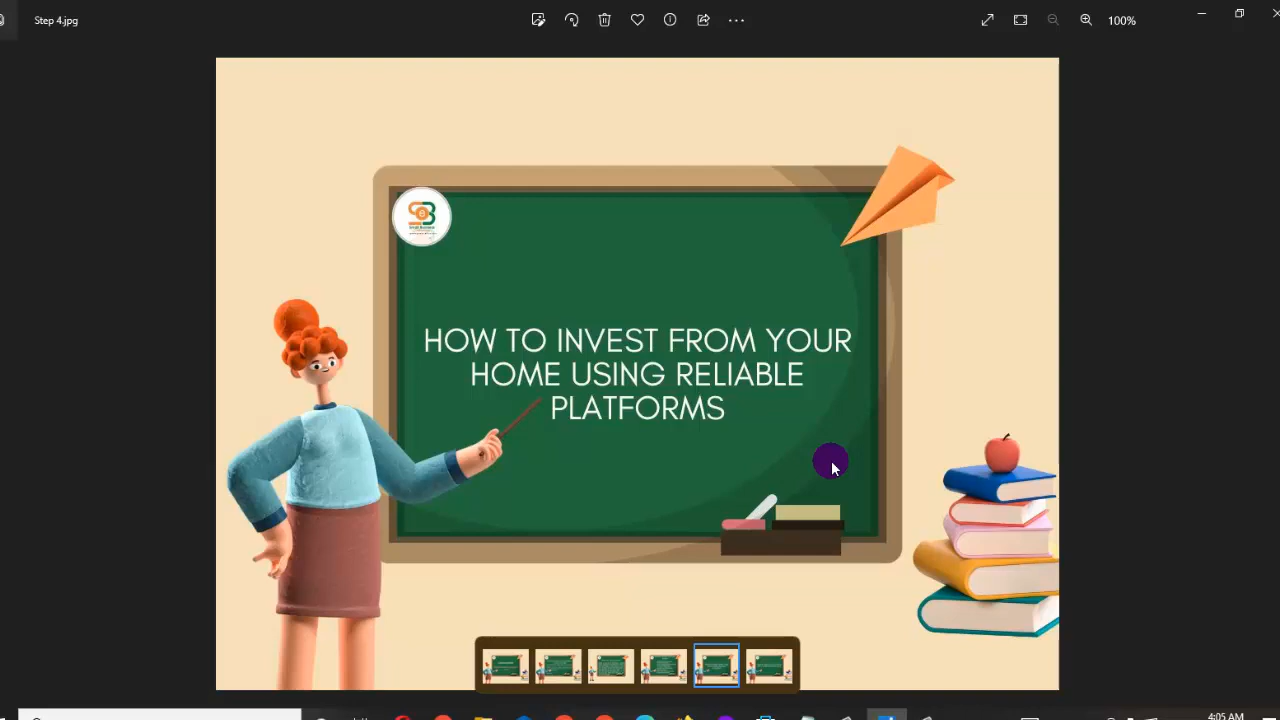 Step 4.jpg
100%
HOW TO INVEST FROM YOUR
HOME USING RELIABLE
PLATFORMS
4:05 AM